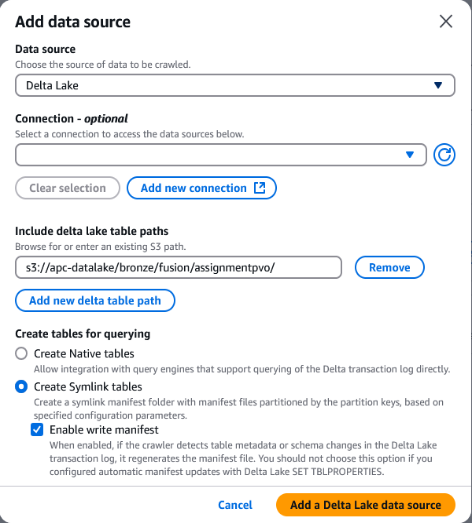 Add data source
Data source
Choose the source of data to be crawled.
Delta Lake
Connection - optional
Select a connection to access the data sources below.
Clear selection
Add new connection
Include delta lake table paths
Browse for or enter an existing S3 path.
s3://apc-datalake/bronze/fusion/assignmentpvo/
Remove
Add new delta table path
Create tables for querying
Create Native tables
Allow integration with query engines that support querying of the Delta transaction log directly.
Create Symlink tables
Create a symlink manifest folder with manifest files partitioned by the partition keys, based on
specified configuration parameters.
Enable write manifest
When enabled, if the crawler detects table metadata or schema changes in the Delta Lake
transaction log, it regenerates the manifest file. You should not choose this option if you
configured automatic manifest updates with Delta Lake SET TBLPROPERTIES.
Cancel
Add a Delta Lake data source